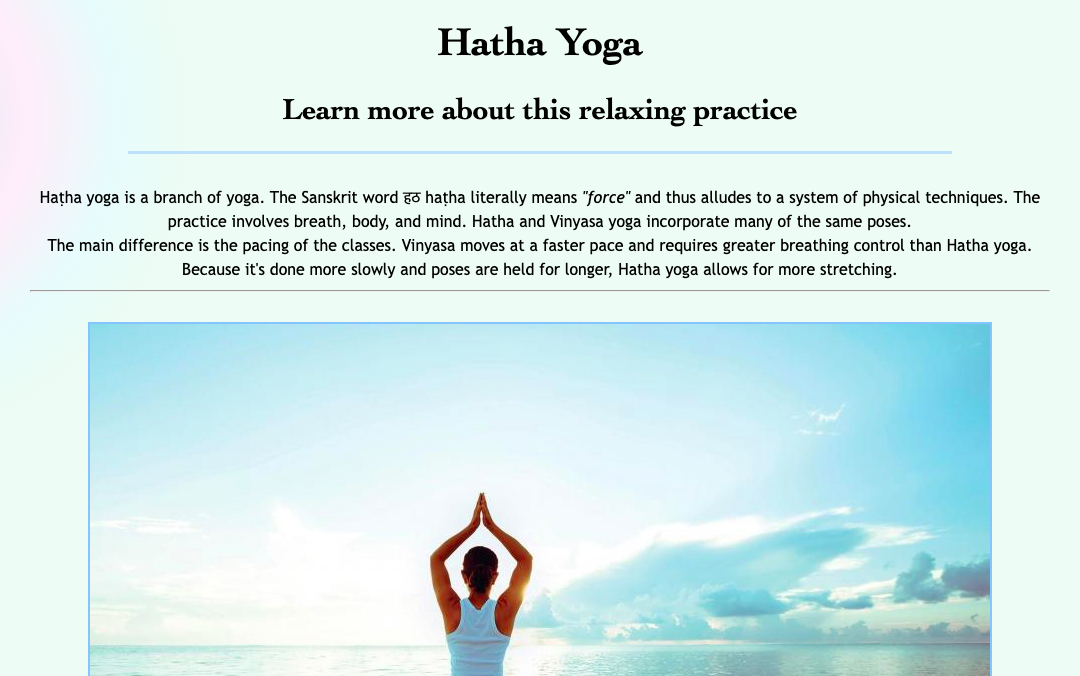 Hatha Yoga
Learn more about this relaxing practice
Haṭha yoga is a branch of yoga. The Sanskrit word हठ haṭha literally means "force" and thus alludes to a system of physical techniques. The
practice involves breath, body, and mind. Hatha and Vinyasa yoga incorporate many of the same poses.
The main difference is the pacing of the classes. Vinyasa moves at a faster pace and requires greater breathing control than Hatha yoga.
Because it's done more slowly and poses are held for longer, Hatha yoga allows for more stretching.